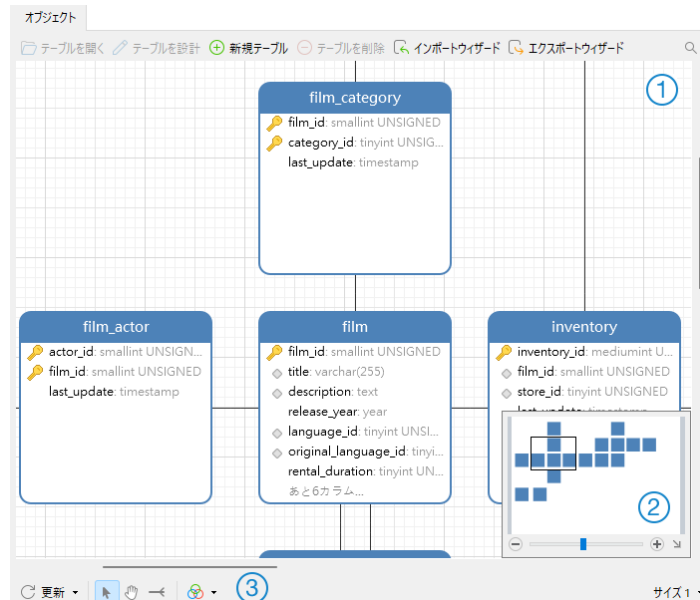 オブジェクト
テーブルを開く テーブルを設計 新規テーブル テーブルを削除 インポートウィザード エクスポートウィザード
①
film_category
film_id: smallint UNSIGNED
category_id: tinyint UNSIG...
last_update: timestamp
film_actor
actor_id: smallint UNSIGN...
film_id: smallint UNSIGNED
last_update: timestamp
film
film_id: smallint UNSIGNED
title: varchar(255)
description: text
release_year: year
language_id: tinyint UNSI...
original_language_id: tinyi...
rental_duration: tinyint UN...
あと6カラム...
inventory
inventory_id: mediumint U...
film_id: smallint UNSIGNED
store_id: tinyint UNSIGNED
last_update: timestamp
②
更新
③
サイズ 1